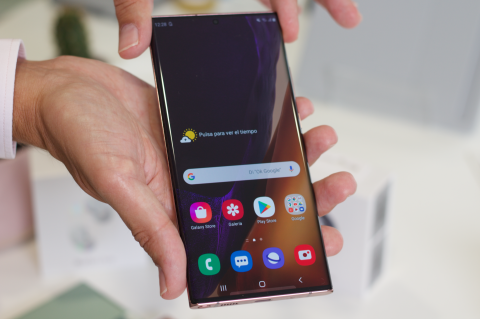 Pulsa para ver el tiempo
Galaxy Store
Galería
Play Store
Google